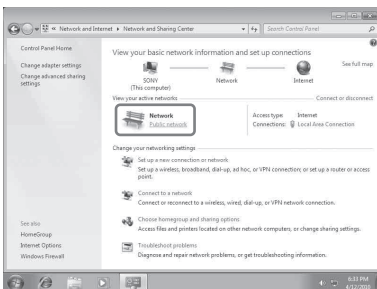 « Network and Internet ▸ Network and Sharing Center
Search Control Panel
Control Panel Home
Change adapter settings
Change advanced sharing
settings
See also
HomeGroup
Internet Options
Windows Firewall
View your basic network information and set up connections
See full map
SONY
(This computer)
Network
Internet
View your active networks
Connect or disconnect
Network
Public network
Access type: Internet
Connections: Local Area Connection
Change your networking settings
Set up a new connection or network
Set up a wireless, broadband, dial-up, ad hoc, or VPN connection; or set up a router or access
point.
Connect to a network
Connect or reconnect to a wireless, wired, dial-up, or VPN network connection.
Choose homegroup and sharing options
Access files and printers located on other network computers, or change sharing settings.
Troubleshoot problems
Diagnose and repair network problems, or get troubleshooting information.
6:33 PM
4/12/2010